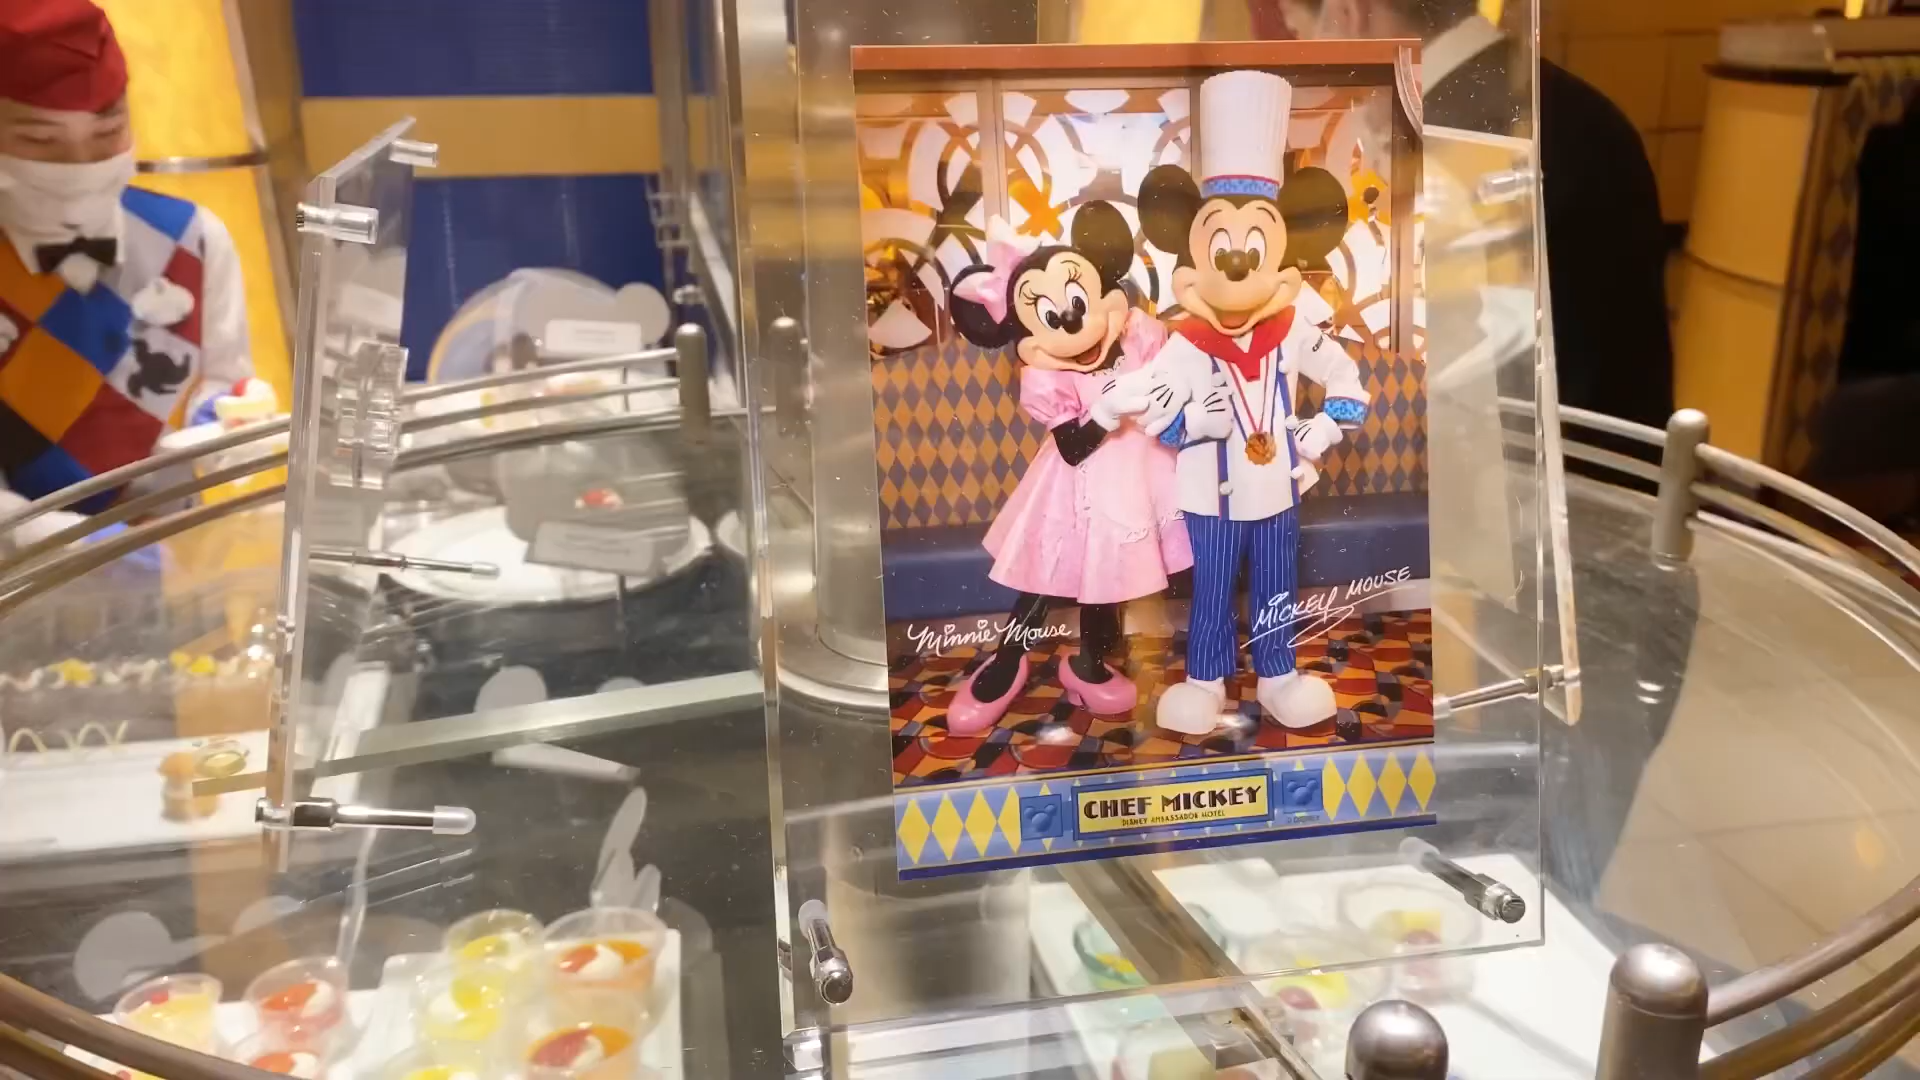 Minnie Mouse
MICKEY MOUSE
CHEF MICKEY
DISNEY AMBASSADOR HOTEL
© DISNEY